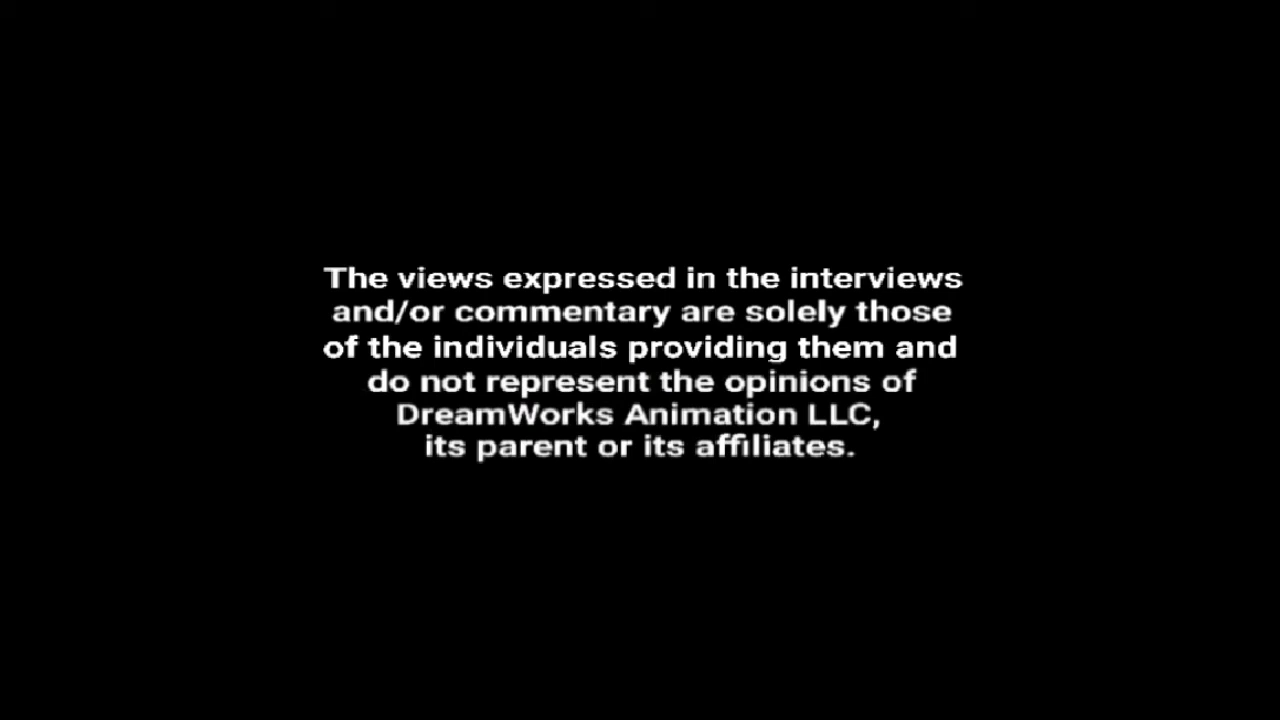 The views expressed in the interviews
and/or commentary are solely those
of the individuals providing them and
do not represent the opinions of
DreamWorks Animation LLC,
its parent or its affiliates.